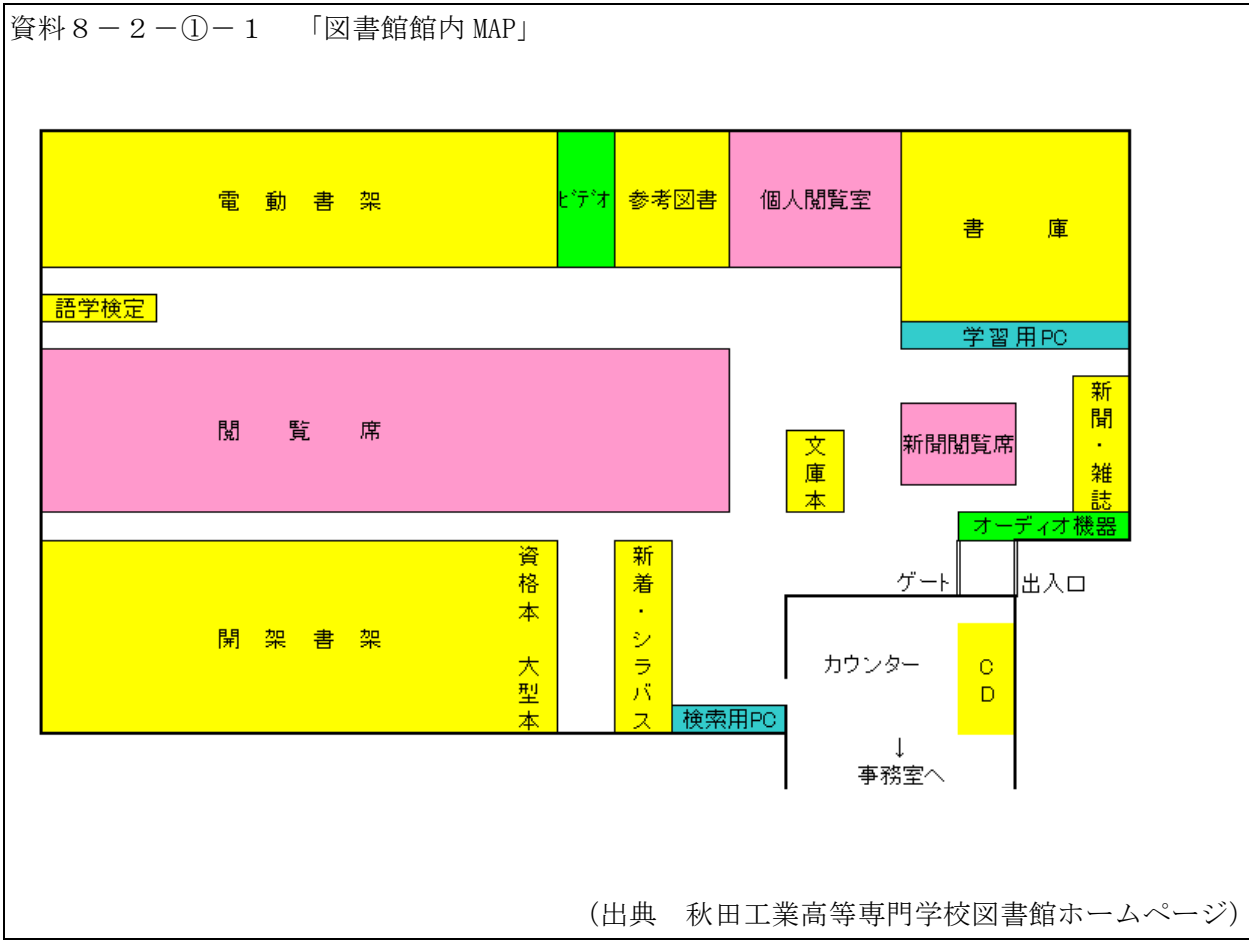 資料８－２－①－１　「図書館館内 MAP」
電動書架
ﾋﾞﾃﾞｵ
参考図書
個人閲覧室
書庫
語学検定
学習用PC
閲覧席
文庫本
新聞閲覧席
新聞・雑誌
オーディオ機器
開架書架
資格本　大型本
新着・シラバス
検索用PC
ゲート
出入口
カウンター
CD
↓
事務室へ
（出典　秋田工業高等専門学校図書館ホームページ）